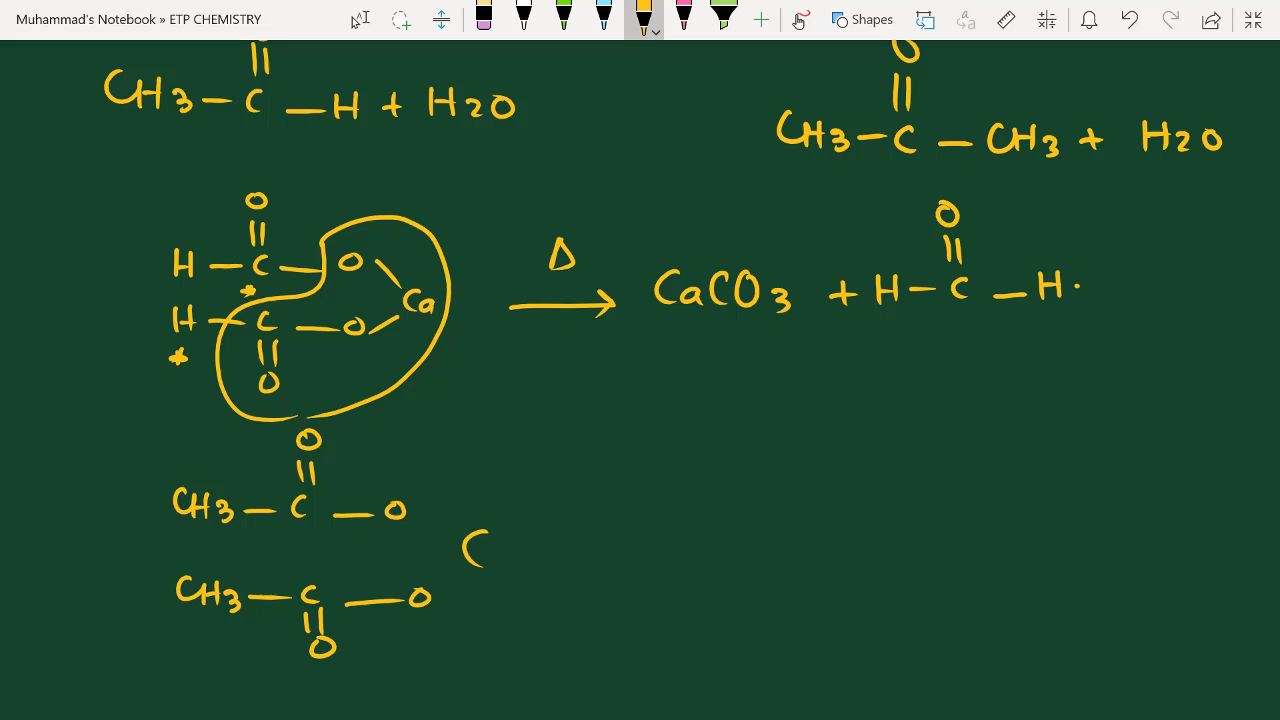 Muhammad's Notebook » ETP CHEMISTRY
Shapes
O
CH3 — C — H + H2O
CH3 — C — CH3 + H2O
O
H — C — O
Ca
H — C — O
O
Δ
CaCO3 + H — C — H
O
O
CH3 — C — O
C
CH3 — C — O
O